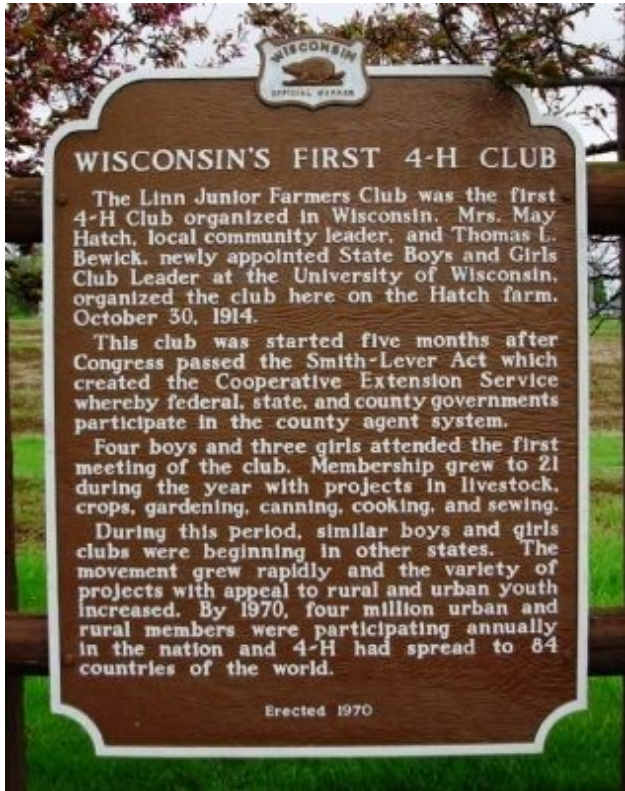 WISCONSIN
OFFICIAL MARKER
WISCONSIN'S FIRST 4-H CLUB
The Linn Junior Farmers Club was the first
4-H Club organized in Wisconsin. Mrs. May
Hatch, local community leader, and Thomas L.
Bewick, newly appointed State Boys and Girls
Club Leader at the University of Wisconsin,
organized the club here on the Hatch farm,
October 30, 1914.
This club was started five months after
Congress passed the Smith-Lever Act which
created the Cooperative Extension Service
whereby federal, state, and county governments
participate in the county agent system.
Four boys and three girls attended the first
meeting of the club. Membership grew to 21
during the year with projects in livestock,
crops, gardening, canning, cooking, and sewing.
During this period, similar boys and girls
clubs were beginning in other states. The
movement grew rapidly and the variety of
projects with appeal to rural and urban youth
increased. By 1970, four million urban and
rural members were participating annually
in the nation and 4-H had spread to 84
countries of the world.
Erected 1970